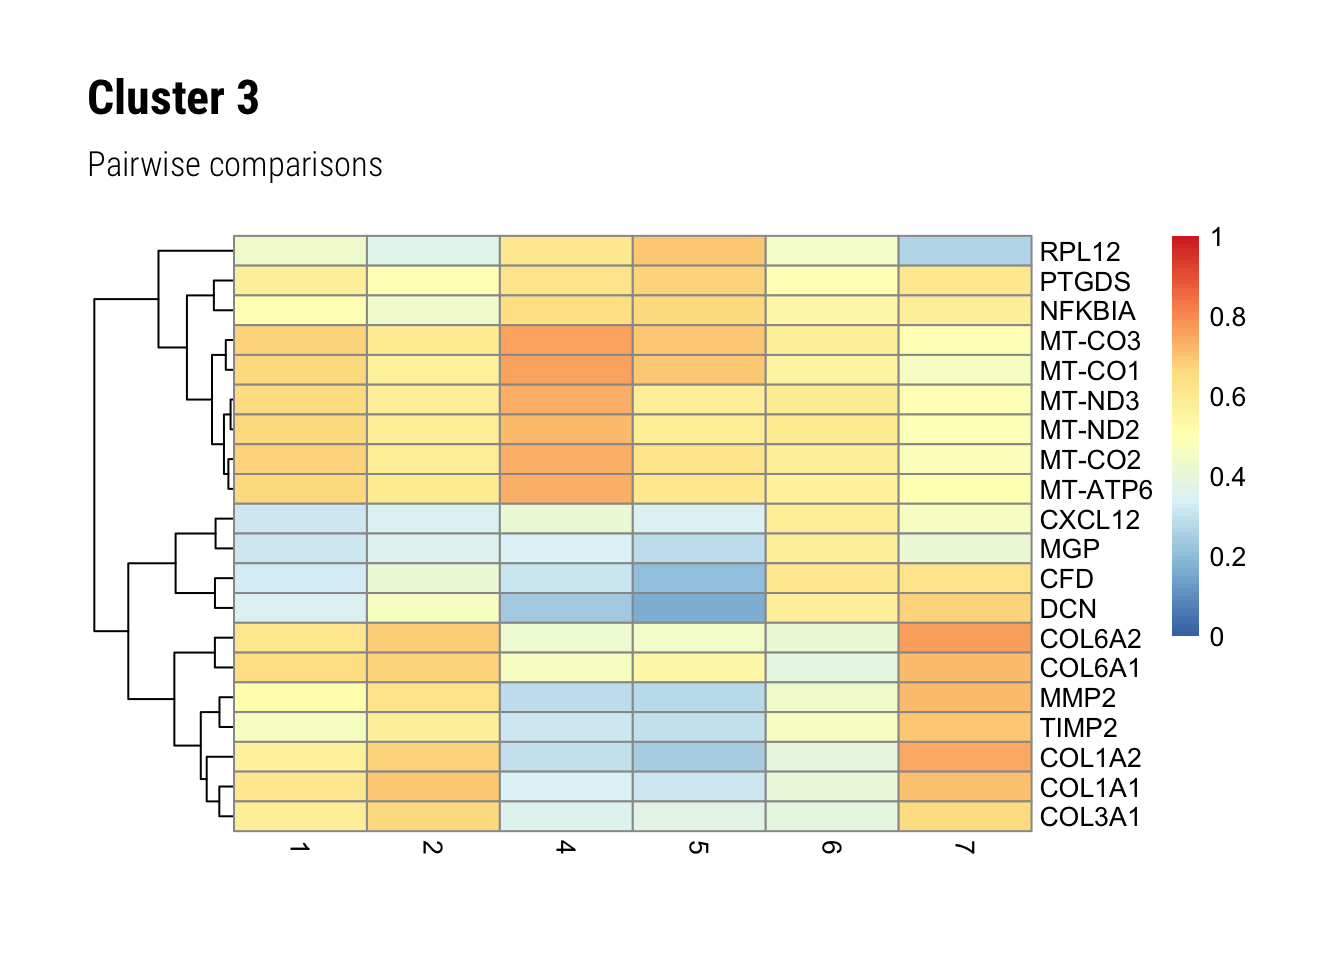 Cluster 3
Pairwise comparisons
RPL12
PTGDS
NFKBIA
MT-CO3
MT-CO1
MT-ND3
MT-ND2
MT-CO2
MT-ATP6
CXCL12
MGP
CFD
DCN
COL6A2
COL6A1
MMP2
TIMP2
COL1A2
COL1A1
COL3A1
1
0.8
0.6
0.4
0.2
0
1
2
4
5
6
7